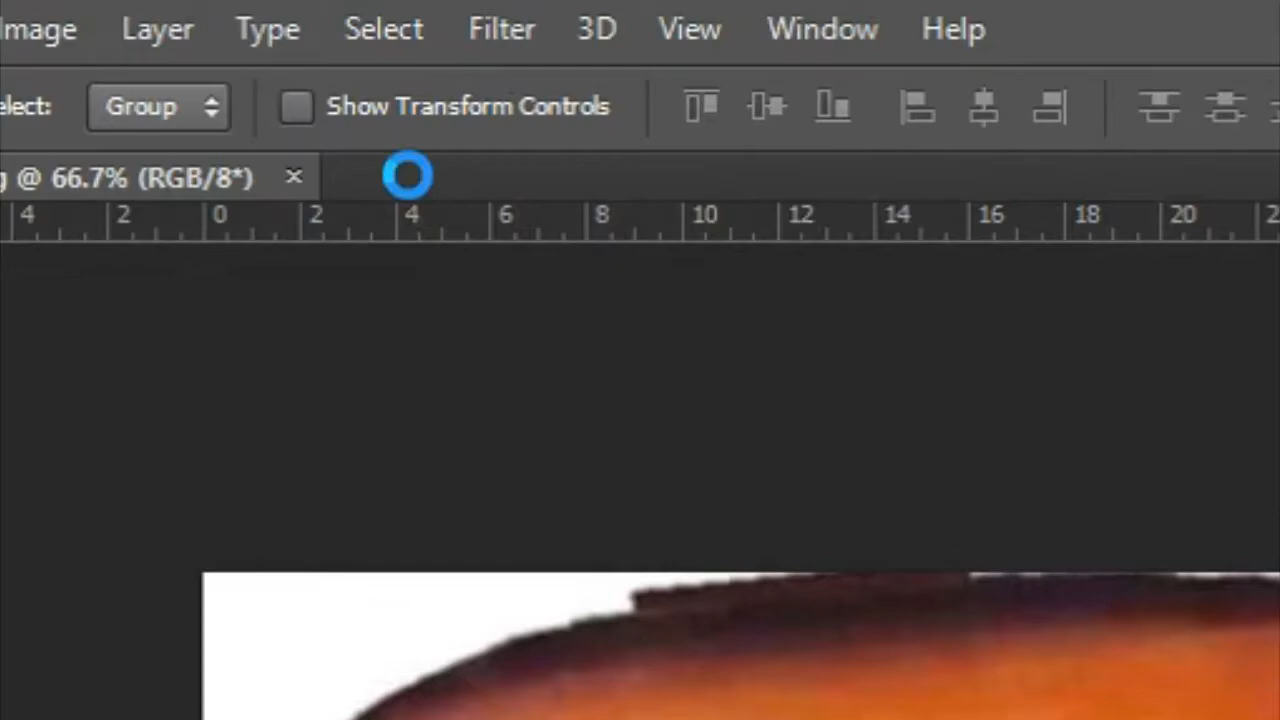 Image Layer Type Select Filter 3D View Window Help
elect: Group Show Transform Controls
g @ 66.7% (RGB/8*) ×
4 2 0 2 4 6 8 10 12 14 16 18 20 2